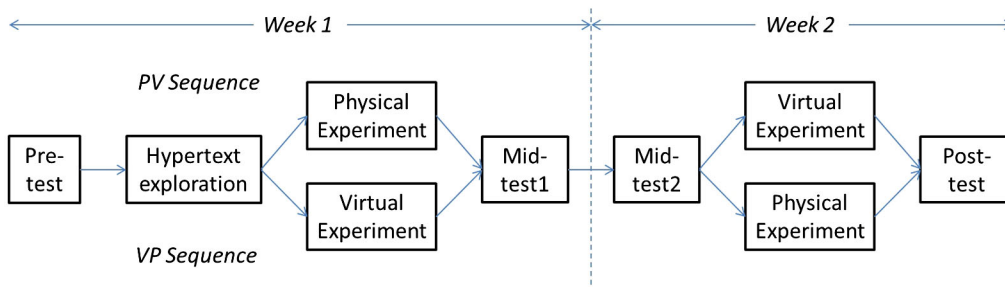 Week 1
Week 2
PV Sequence
Physical
Experiment
Virtual
Experiment
Pre-
test
Hypertext
exploration
Mid-
test1
Mid-
test2
Post-
test
Virtual
Experiment
Physical
Experiment
VP Sequence